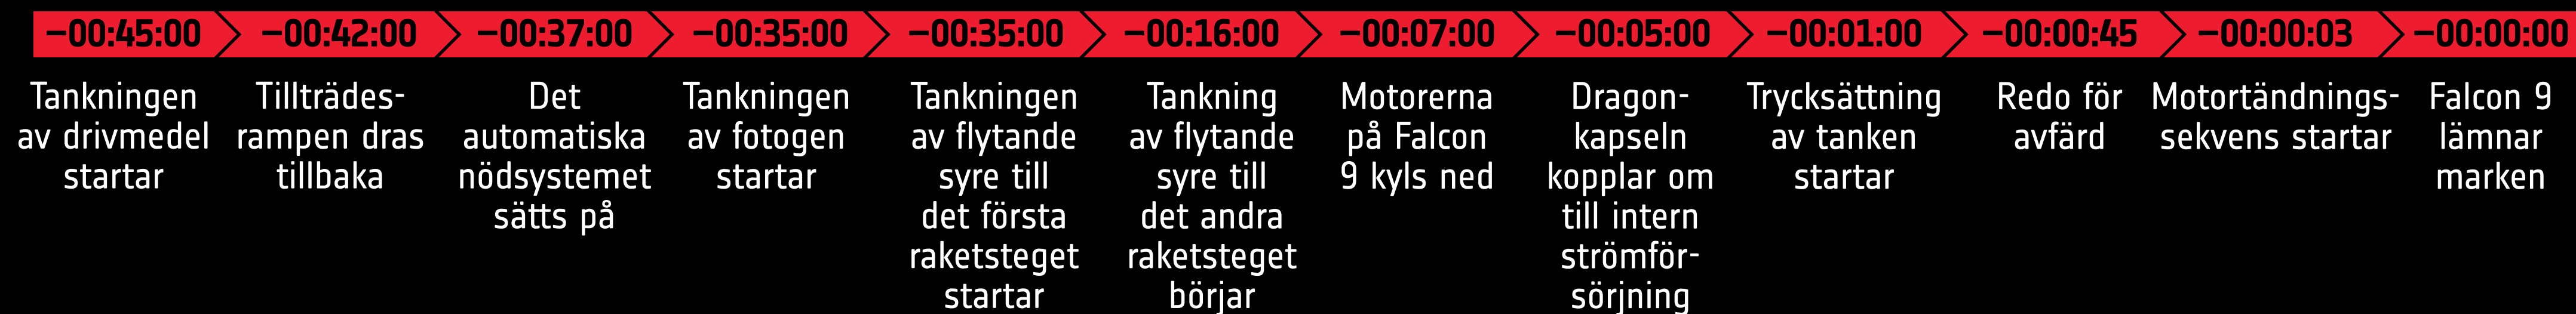 –00:45:00
Tankningen
av drivmedel
startar
–00:42:00
Tillträdes-
rampen dras
tillbaka
–00:37:00
Det
automatiska
nödsystemet
sätts på
–00:35:00
Tankningen
av fotogen
startar
–00:35:00
Tankningen
av flytande
syre till
det första
raketsteget
startar
–00:16:00
Tankning
av flytande
syre till
det andra
raketsteget
börjar
–00:07:00
Motorerna
på Falcon
9 kyls ned
–00:05:00
Dragon-
kapseln
kopplar om
till intern
strömför-
sörjning
–00:01:00
Trycksättning
av tanken
startar
–00:00:45
Redo för
avfärd
–00:00:03
Motortändnings-
sekvens startar
–00:00:00
Falcon 9
lämnar
marken